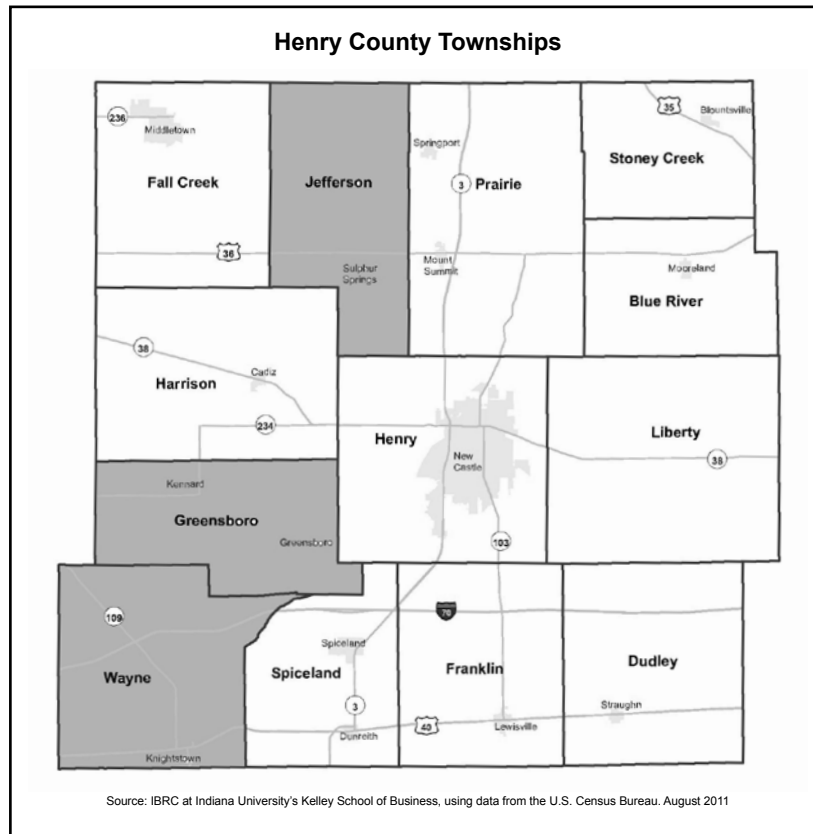 Henry County Townships
236
Middletown
Fall Creek
36
Jefferson
Sulphur
Springs
Springport
3
Prairie
Mount
Summit
35
Blountsville
Stoney Creek
Mooreland
Blue River
38
Harrison
Cadiz
234
Henry
New
Castle
103
Liberty
38
Kennard
Greensboro
Greensboro
109
Wayne
Knightstown
Spiceland
Spiceland
3
Dunreith
70
Franklin
40
Lewisville
Dudley
Straughn
Source: IBRC at Indiana University's Kelley School of Business, using data from the U.S. Census Bureau. August 2011